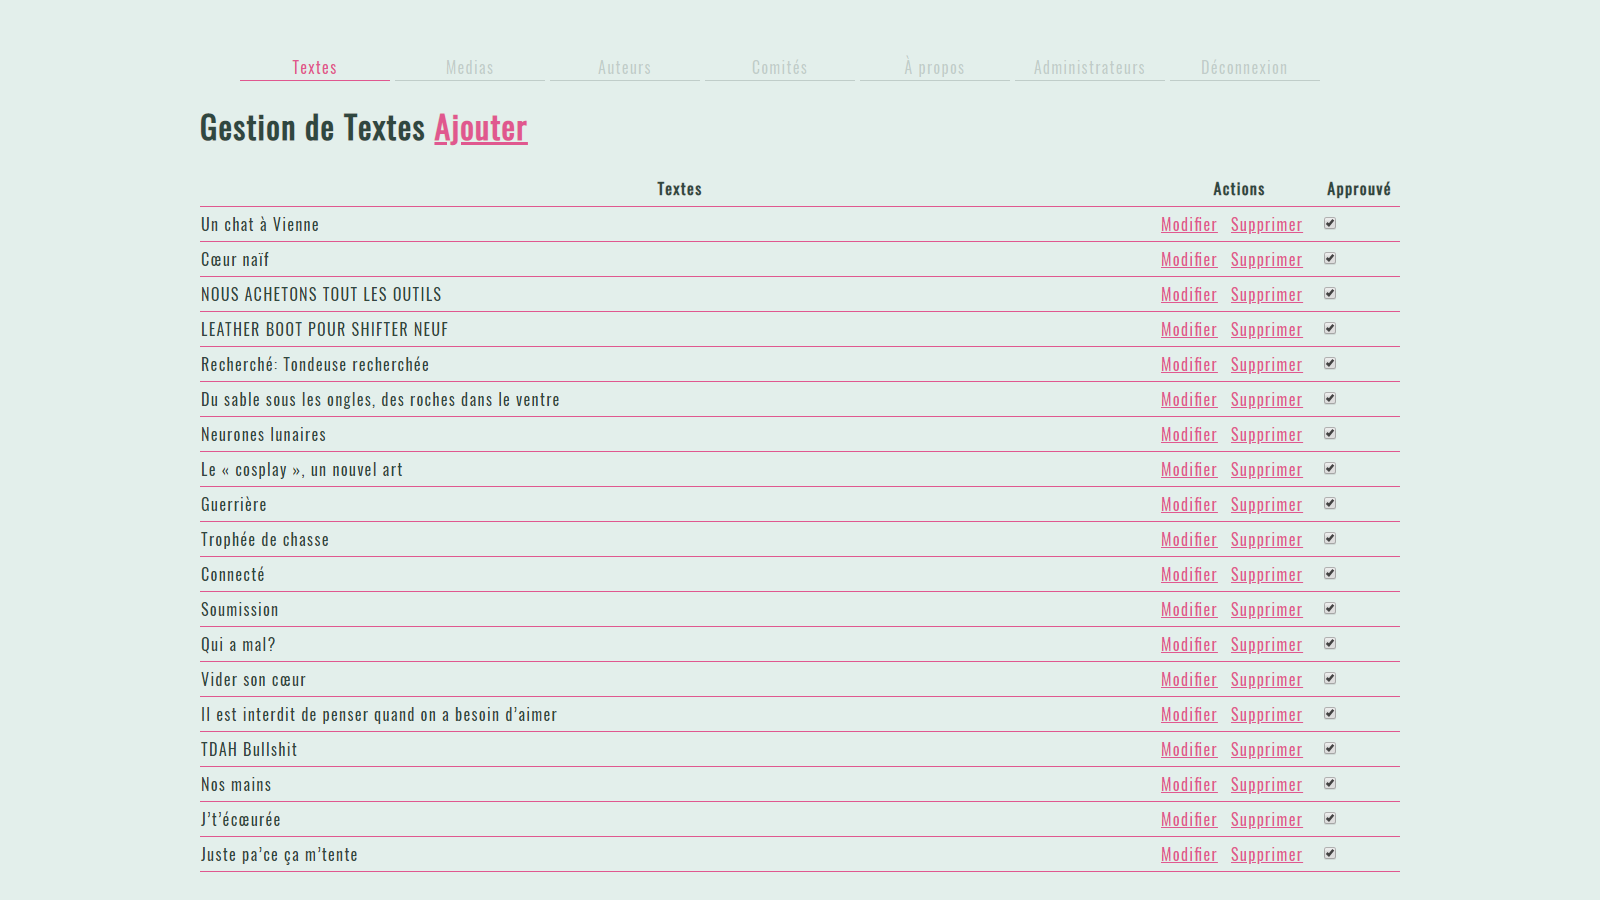 Textes Medias Auteurs Comités À propos Administrateurs Déconnexion
Gestion de Textes Ajouter
Textes Actions Approuvé
Un chat à Vienne Modifier Supprimer
Cœur naïf Modifier Supprimer
NOUS ACHETONS TOUT LES OUTILS Modifier Supprimer
LEATHER BOOT POUR SHIFTER NEUF Modifier Supprimer
Recherché: Tondeuse recherchée Modifier Supprimer
Du sable sous les ongles, des roches dans le ventre Modifier Supprimer
Neurones lunaires Modifier Supprimer
Le « cosplay », un nouvel art Modifier Supprimer
Guerrière Modifier Supprimer
Trophée de chasse Modifier Supprimer
Connecté Modifier Supprimer
Soumission Modifier Supprimer
Qui a mal? Modifier Supprimer
Vider son cœur Modifier Supprimer
Il est interdit de penser quand on a besoin d’aimer Modifier Supprimer
TDAH Bullshit Modifier Supprimer
Nos mains Modifier Supprimer
J’t’écœurée Modifier Supprimer
Juste pa’ce ça m’tente Modifier Supprimer